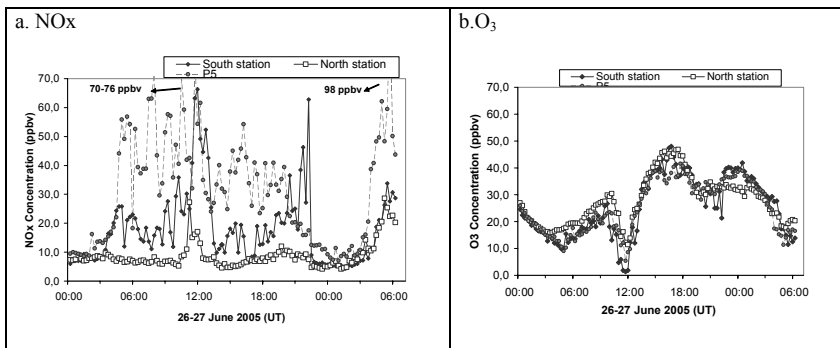 a. NOx
South station
North station
P5
70-76 ppbv
98 ppbv
NOx Concentration (ppbv)
70,0
60,0
50,0
40,0
30,0
20,0
10,0
0,0
00:00 06:00 12:00 18:00 00:00 06:00
26-27 June 2005 (UT)
b.O3
South station
North station
P5
O3 Concentration (ppbv)
70,0
60,0
50,0
40,0
30,0
20,0
10,0
0,0
00:00 06:00 12:00 18:00 00:00 06:00
26-27 June 2005 (UT)